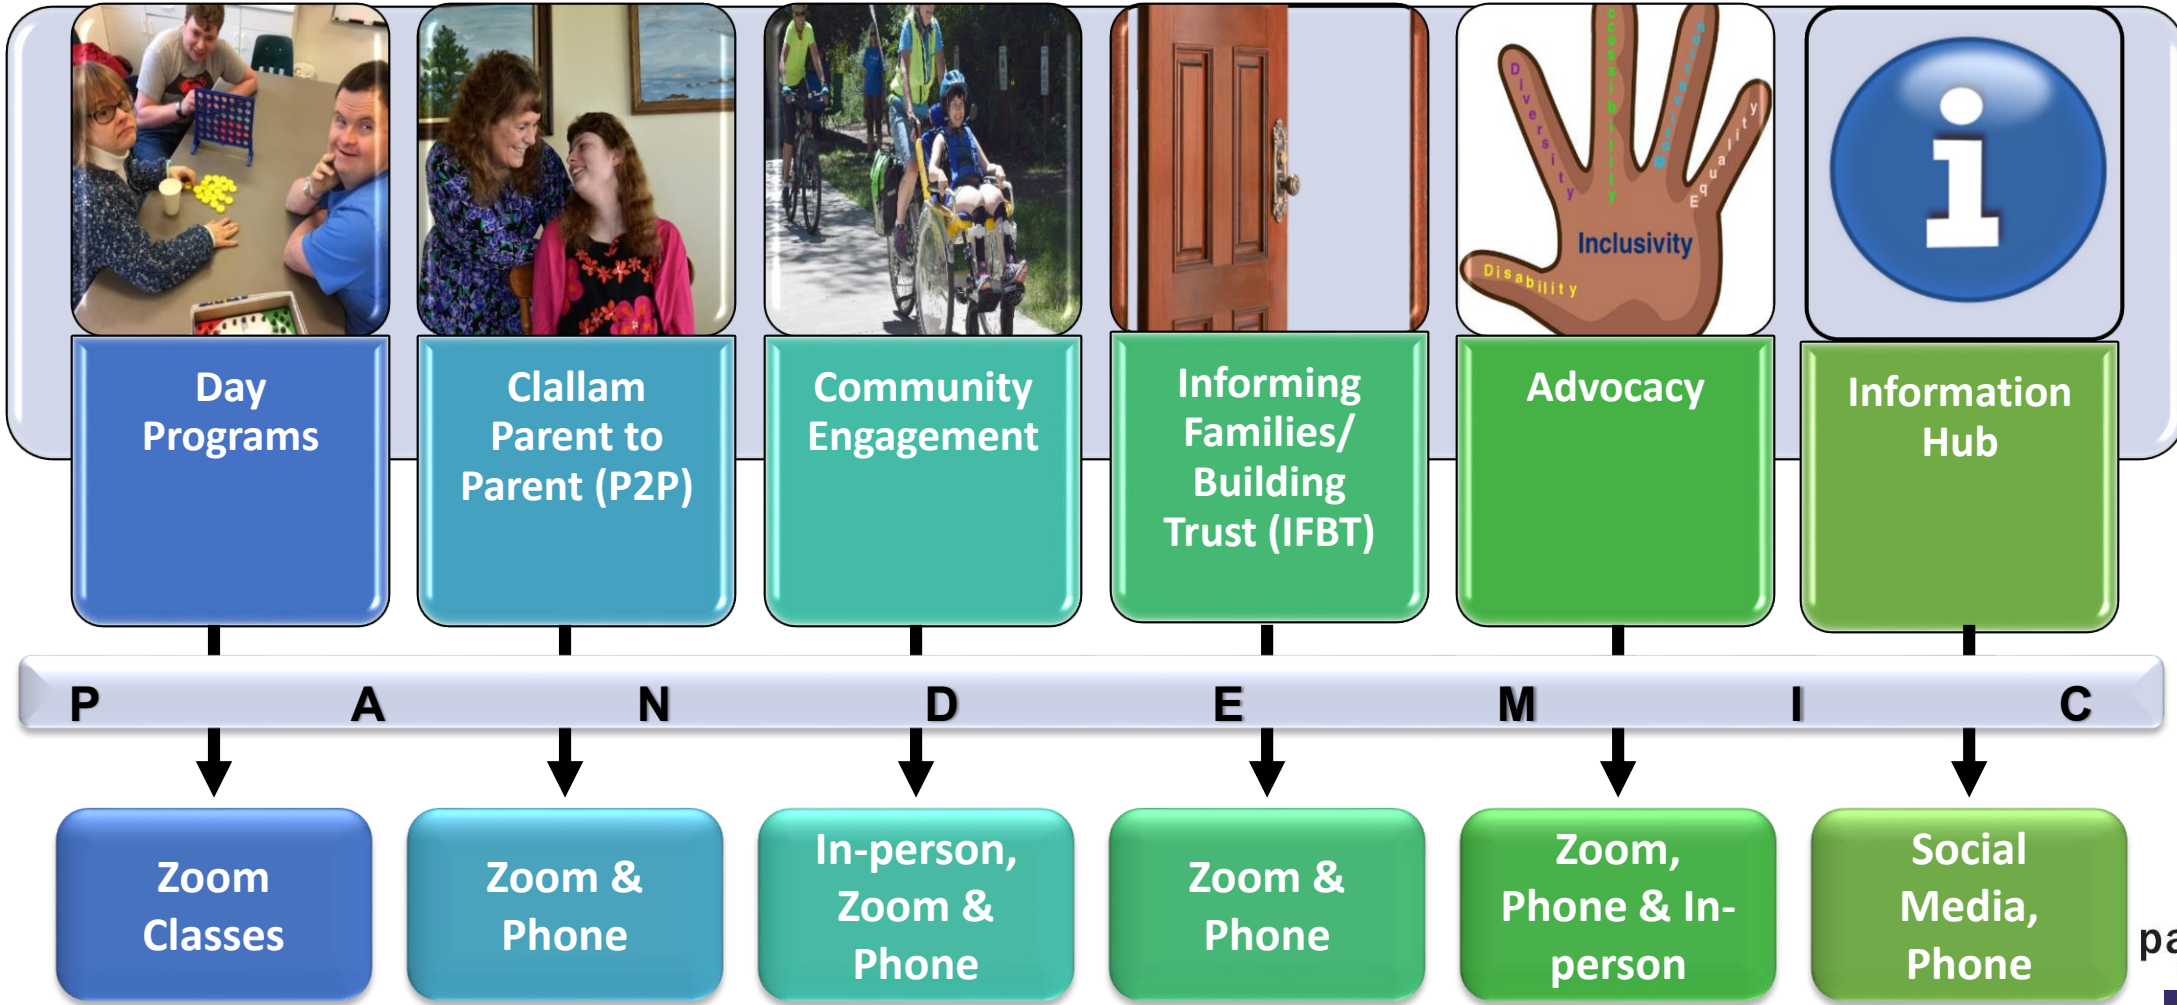 Diversity
ccessibility
Equality
Disability
Inclusivity
Day
Programs
Clallam
Parent to
Parent (P2P)
Community
Engagement
Informing
Families/
Building
Trust (IFBT)
Advocacy
Information
Hub
P A N D E M I C
Zoom
Classes
Zoom &
Phone
In-person,
Zoom &
Phone
Zoom &
Phone
Zoom,
Phone & In-
person
Social
Media,
Phone
pa